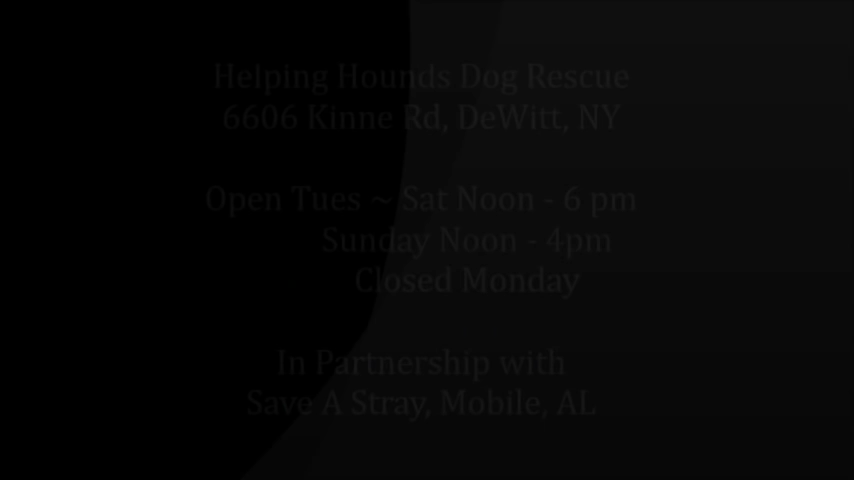 Helping Hounds Dog Rescue
6606 Kinne Rd, DeWitt, NY
Open Tues ~ Sat Noon - 6 pm
Sunday Noon - 4pm
Closed Monday
In Partnership with
Save A Stray, Mobile, AL